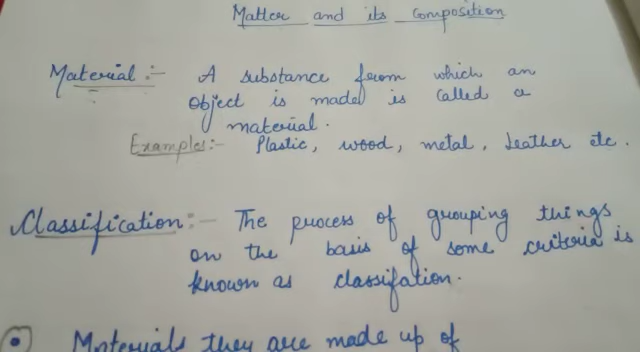 Matter and its Composition
Material :- A substance from which an
object is made is called a
material.
Examples:- Plastic, wood, metal, Leather etc.
Classification:- The process of grouping things
on the basis of some criteria is
known as classifation.
Materials they are made up of